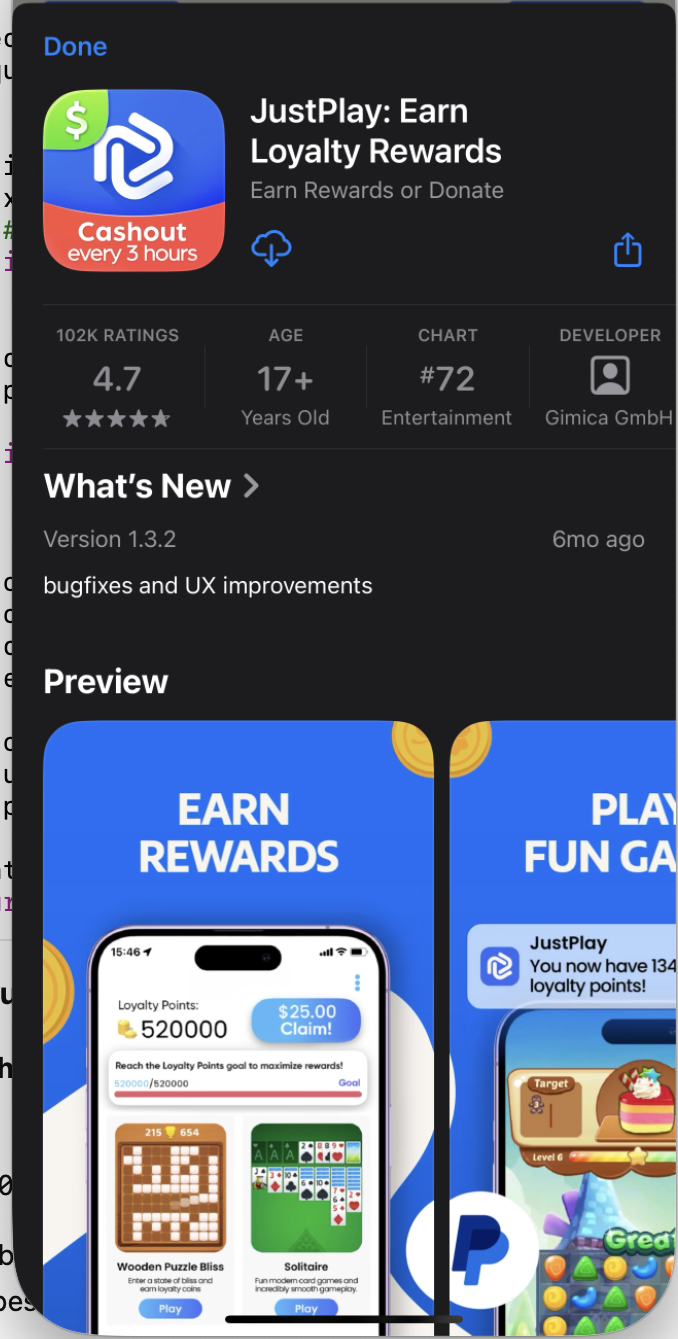 Done
$
Cashout
every 3 hours
JustPlay: Earn
Loyalty Rewards
Earn Rewards or Donate
102K RATINGS
4.7
AGE
17+
Years Old
CHART
#72
Entertainment
DEVELOPER
Gimica GmbH
What's New
Version 1.3.2
6mo ago
bugfixes and UX improvements
Preview
EARN
REWARDS
15:46
Loyalty Points:
520000
$25.00
Claim!
Reach the Loyalty Points goal to maximize rewards!
520000/520000
Goal
215 654
Wooden Puzzle Bliss
Enter a state of bliss and
earn loyalty coins
Play
Solitaire
Fun modern card games and
incredibly smooth gameplay.
Play
PLAY
FUN GA
JustPlay
You now have 134
loyalty points!
Target
1
Level 6
Great